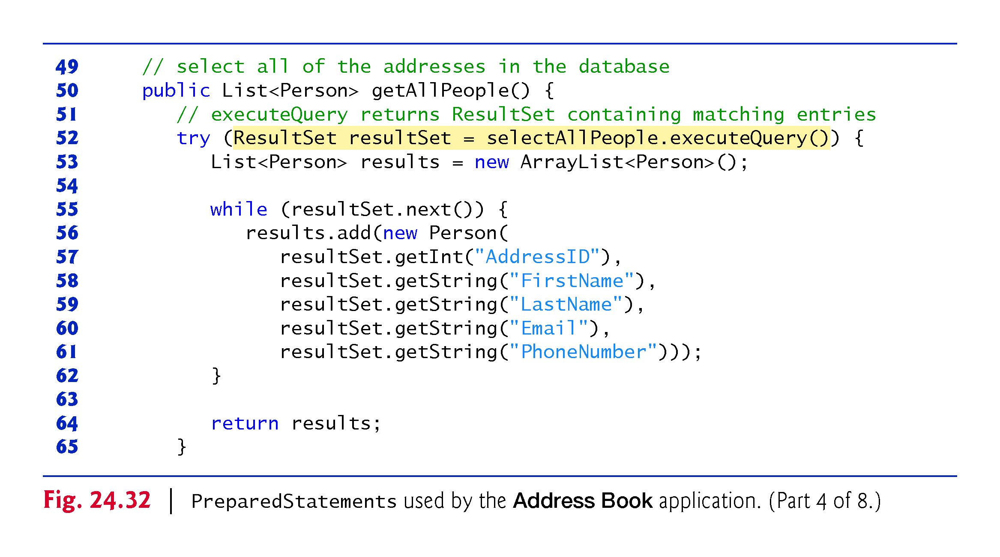 49 // select all of the addresses in the database
50 public List<Person> getAllPeople() {
51 // executeQuery returns ResultSet containing matching entries
52 try (ResultSet resultSet = selectAllPeople.executeQuery()) {
53 List<Person> results = new ArrayList<Person>();
54
55 while (resultSet.next()) {
56 results.add(new Person(
57 resultSet.getInt("AddressID"),
58 resultSet.getString("FirstName"),
59 resultSet.getString("LastName"),
60 resultSet.getString("Email"),
61 resultSet.getString("PhoneNumber")));
62 }
63
64 return results;
65 }
Fig. 24.32 | PreparedStatements used by the Address Book application. (Part 4 of 8.)